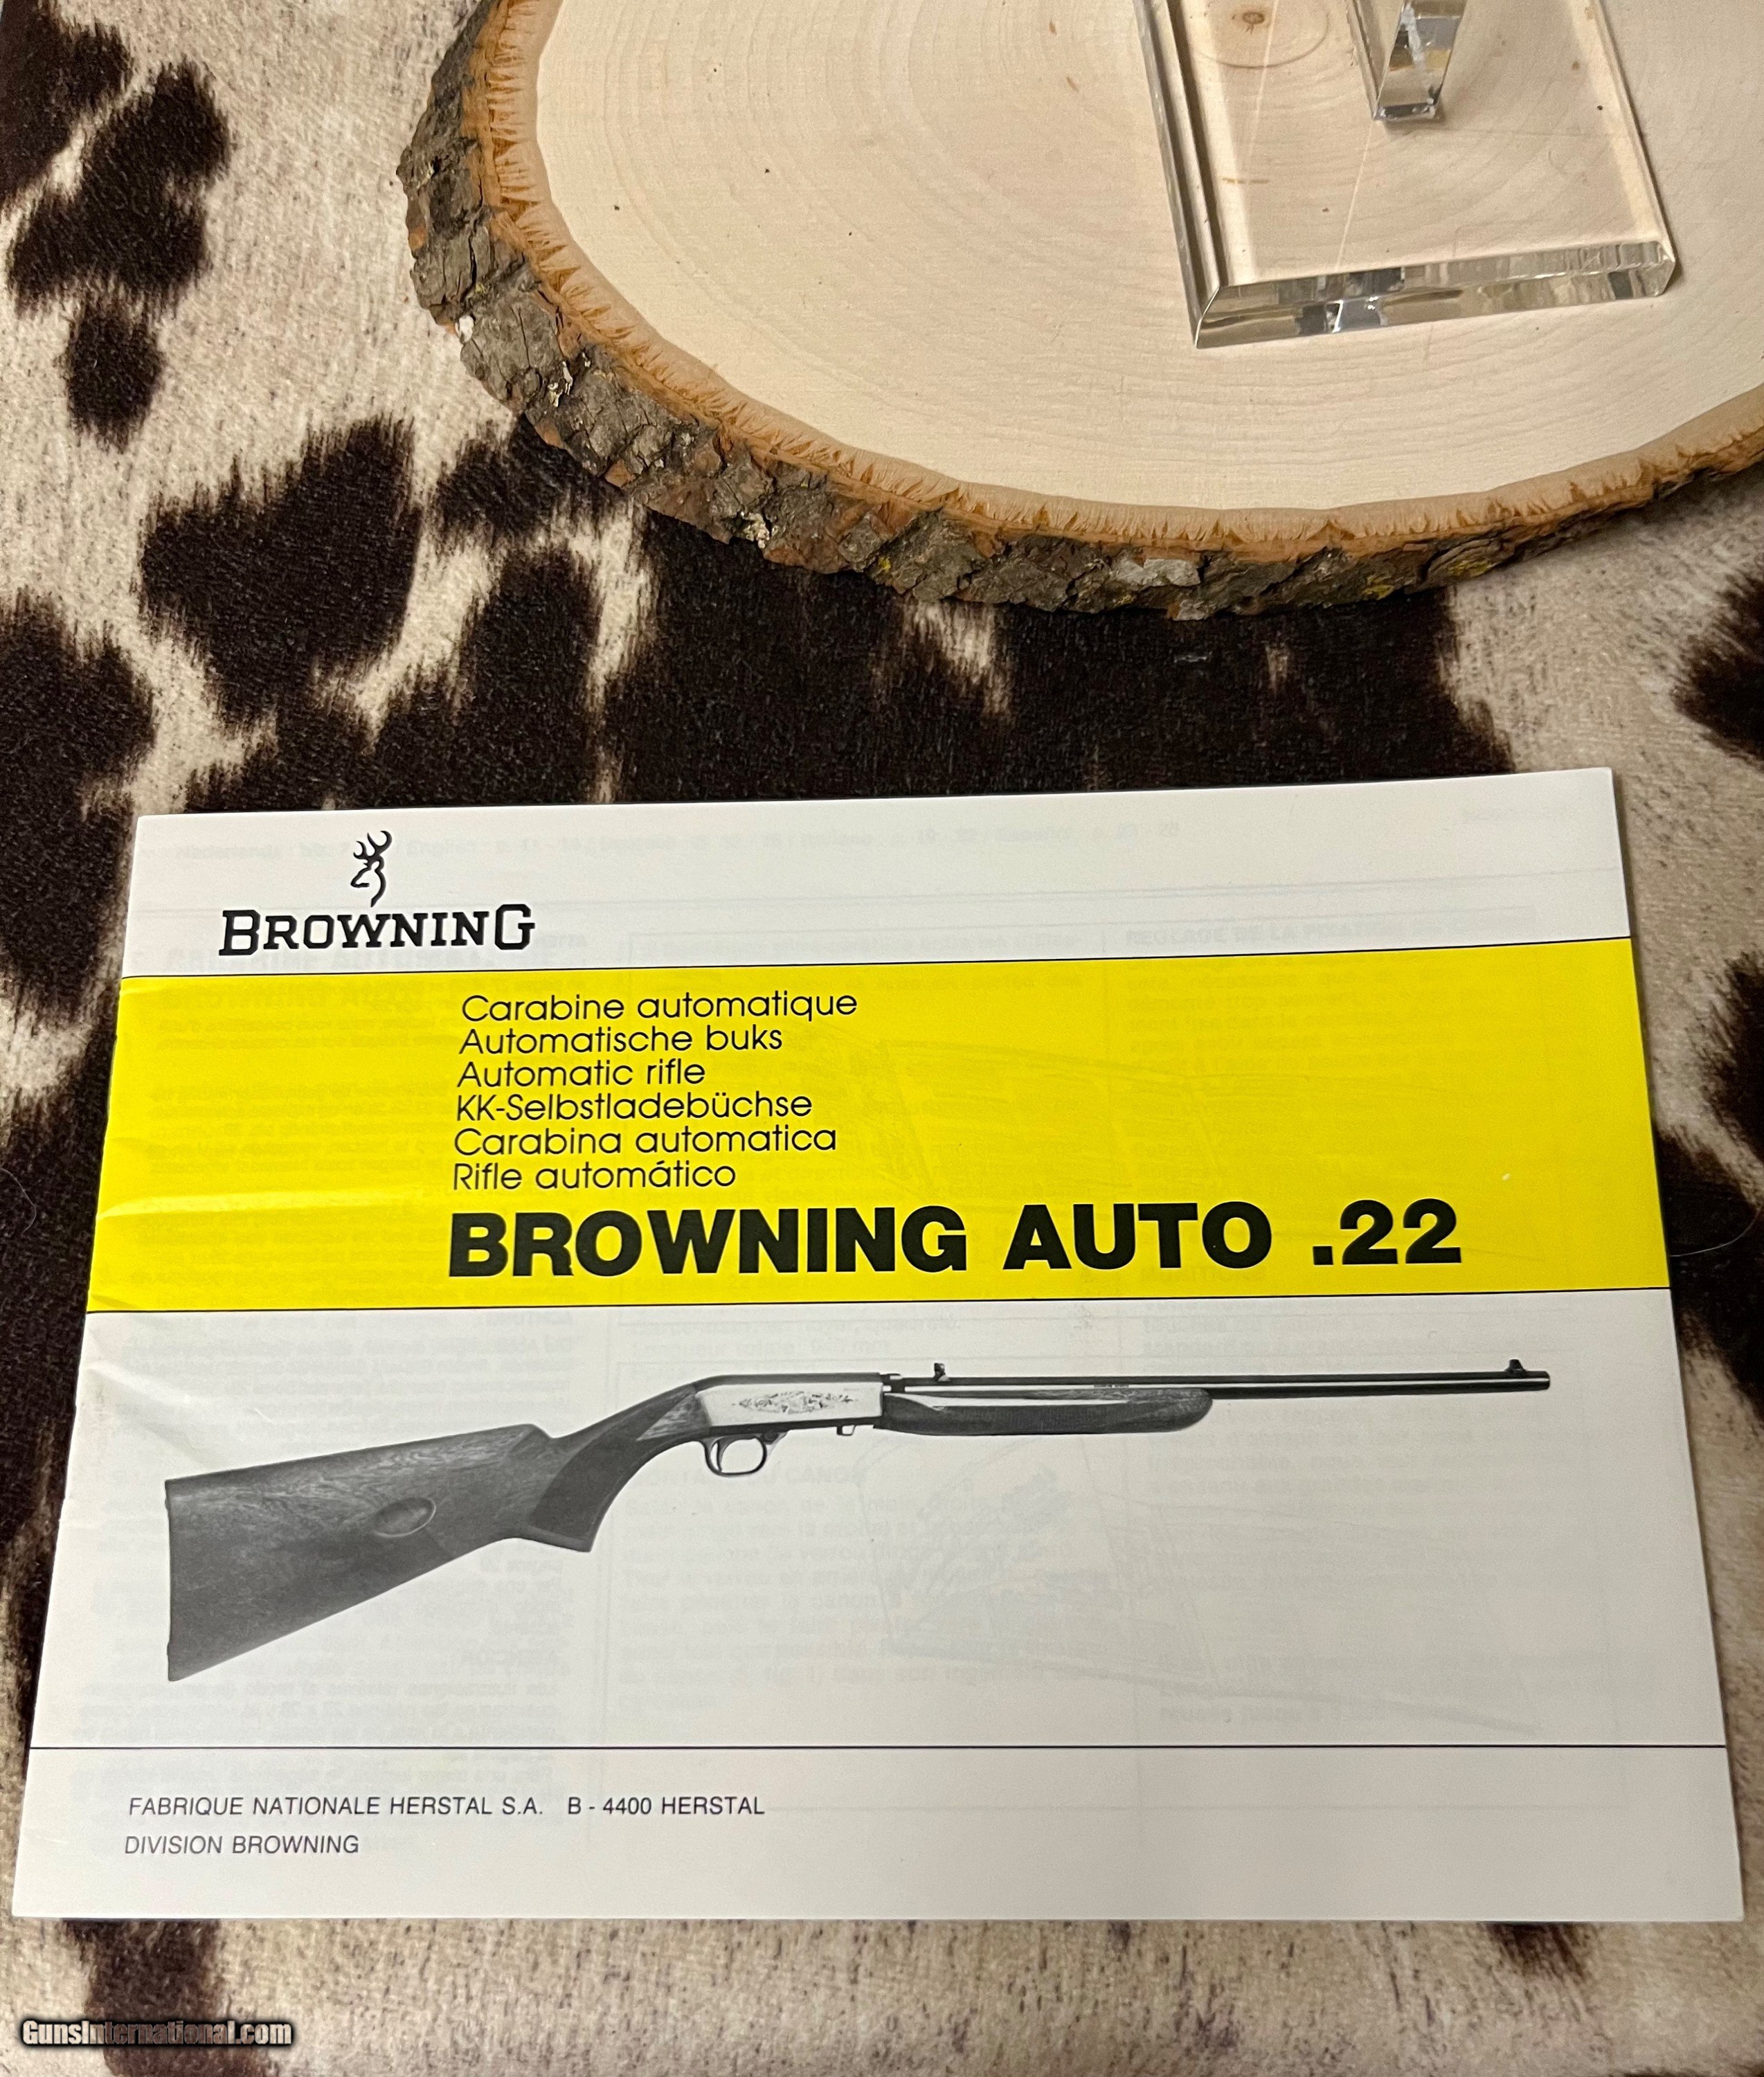 BROWNING
Carabine automatique
Automatische buks
Automatic rifle
KK-Selbstladebüchse
Carabina automatica
Rifle automático
BROWNING AUTO .22
FABRIQUE NATIONALE HERSTAL S.A. B - 4400 HERSTAL
DIVISION BROWNING
GunsInternational.com